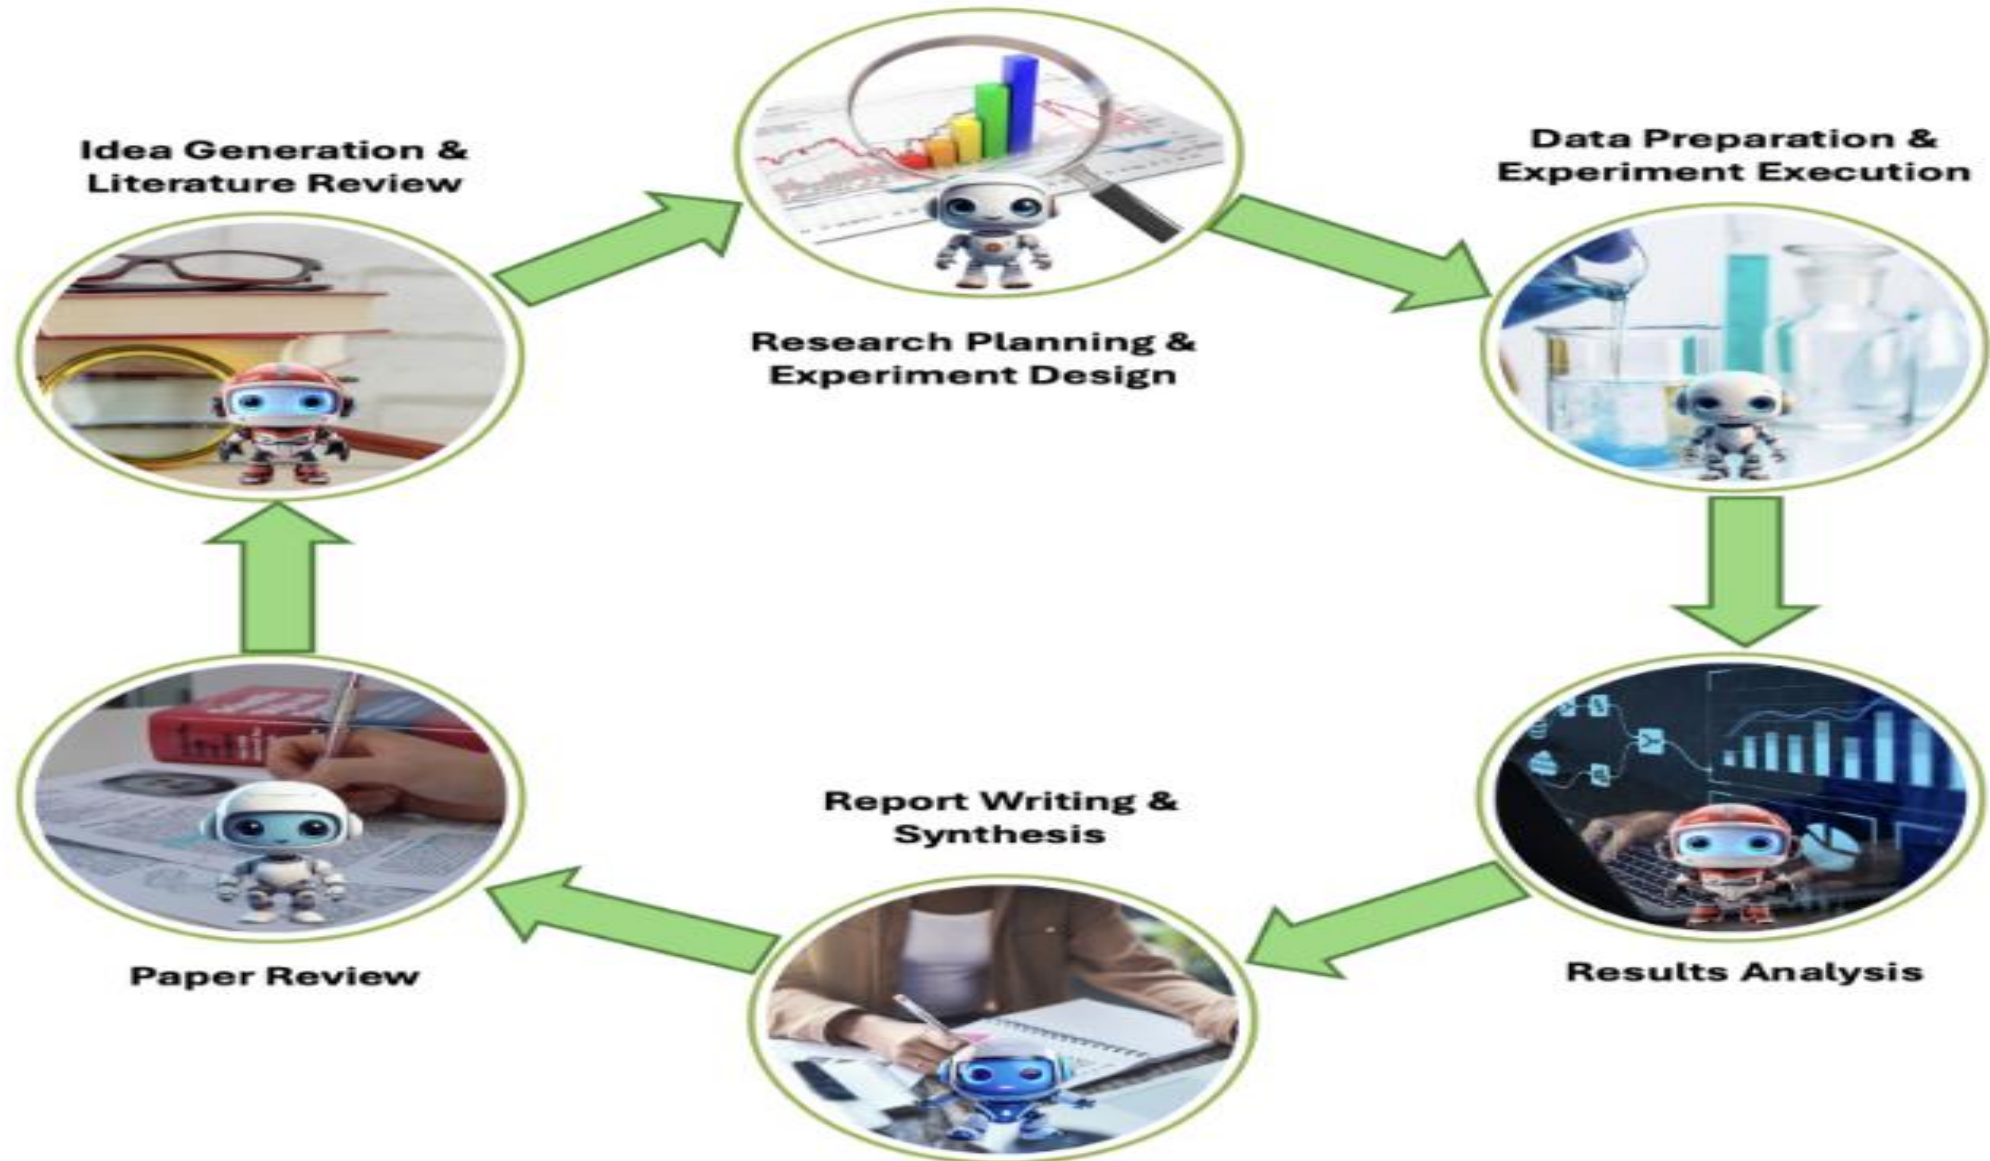 Idea Generation &
Literature Review
Research Planning &
Experiment Design
Data Preparation &
Experiment Execution
Results Analysis
Report Writing &
Synthesis
Paper Review